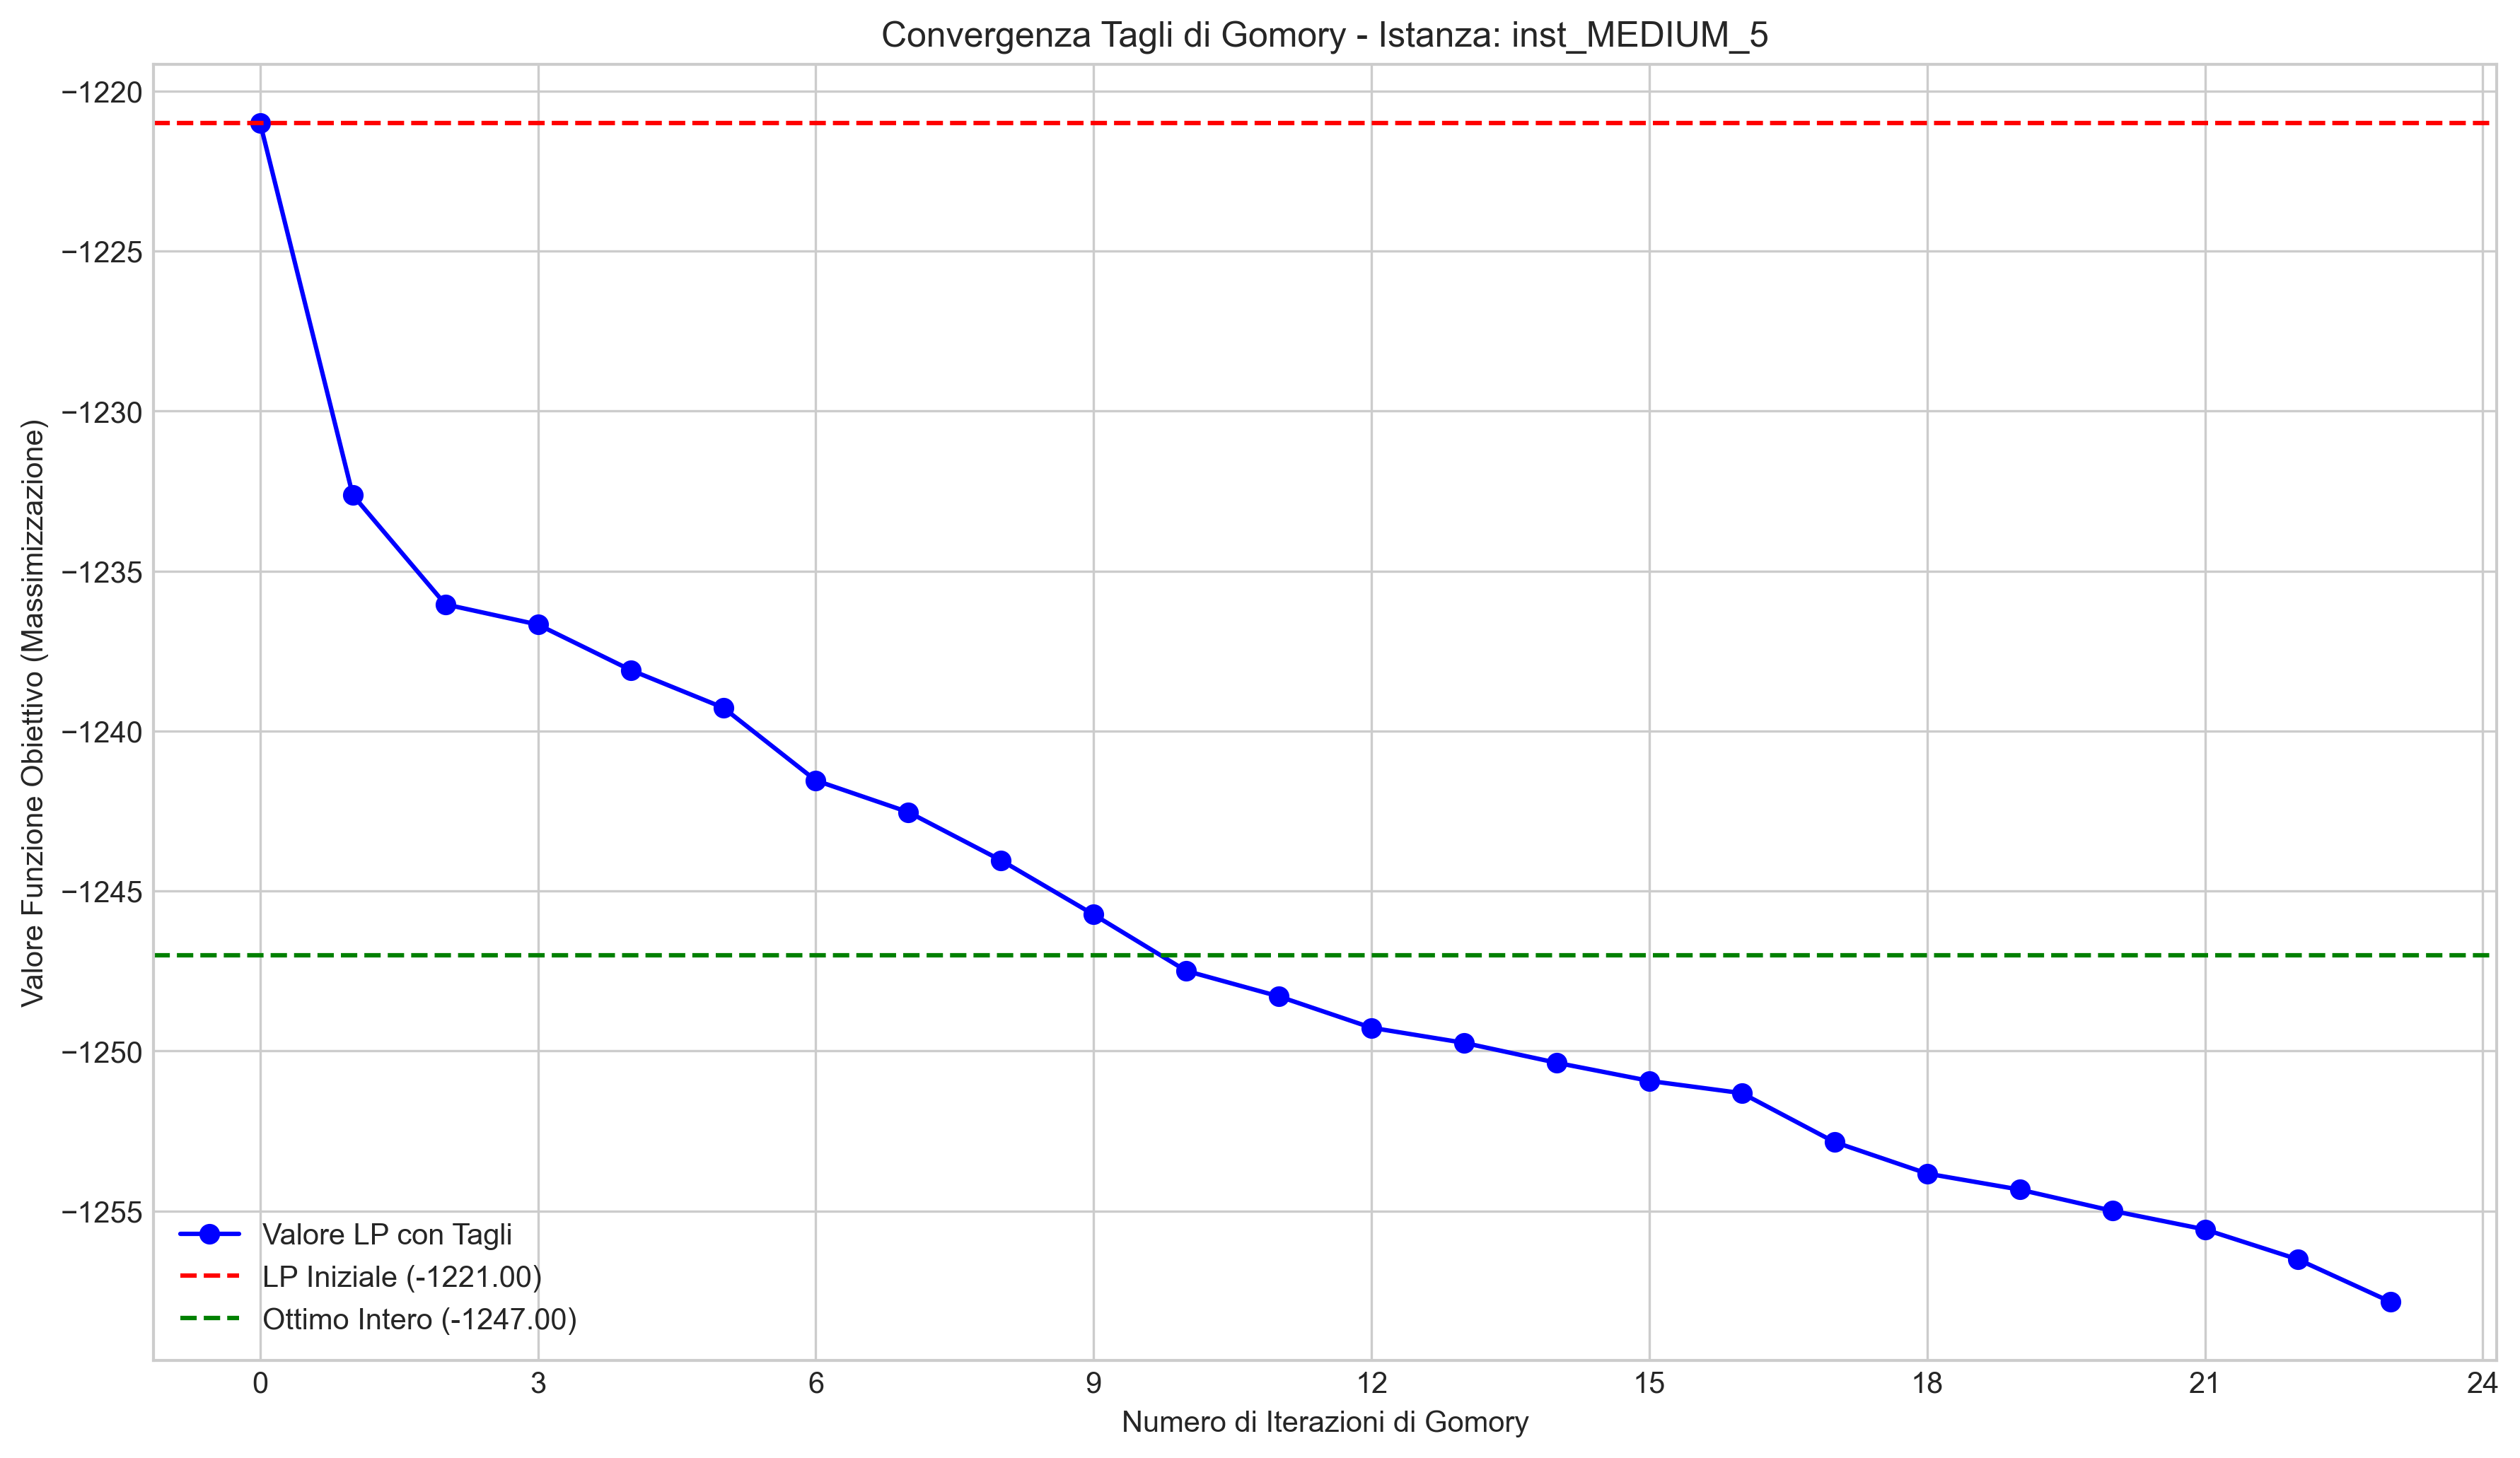 Convergenza Tagli di Gomory - Istanza: inst_MEDIUM_5
Valore Funzione Obiettivo (Massimizzazione)
−1220
−1225
−1230
−1235
−1240
−1245
−1250
−1255
Valore LP con Tagli
LP Iniziale (-1221.00)
Ottimo Intero (-1247.00)
0 3 6 9 12 15 18 21 24
Numero di Iterazioni di Gomory